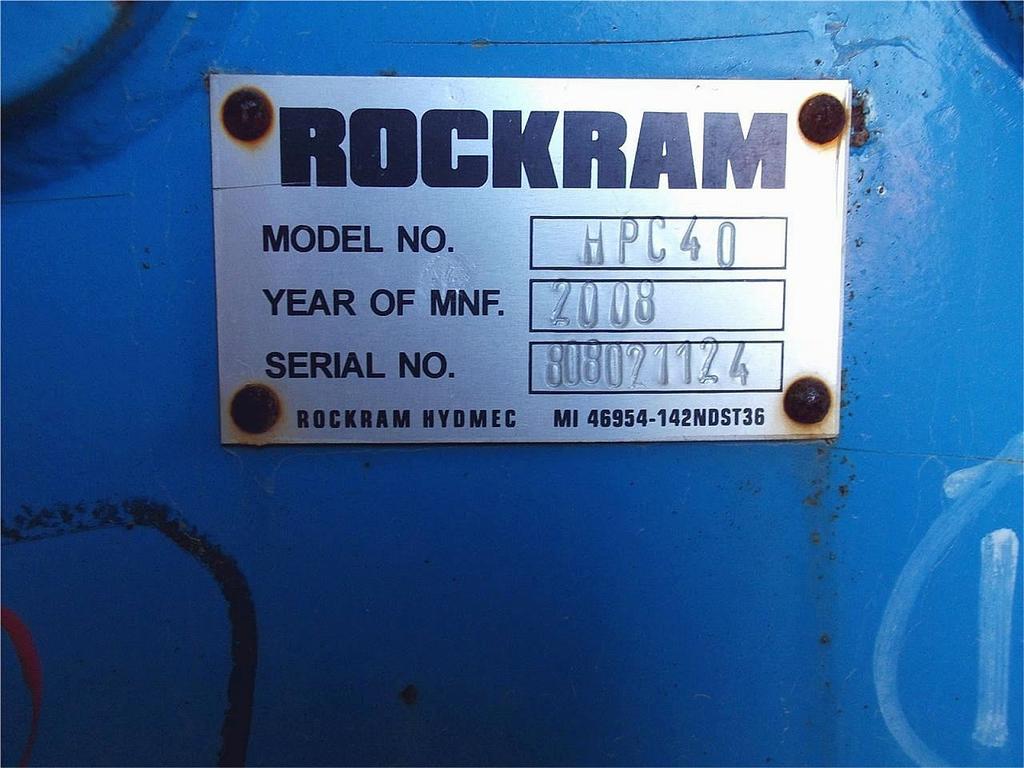 ROCKRAM
MODEL NO. HPC40
YEAR OF MNF. 2008
SERIAL NO. 808021124
ROCKRAM HYDMEC MI 46954-142NDST36